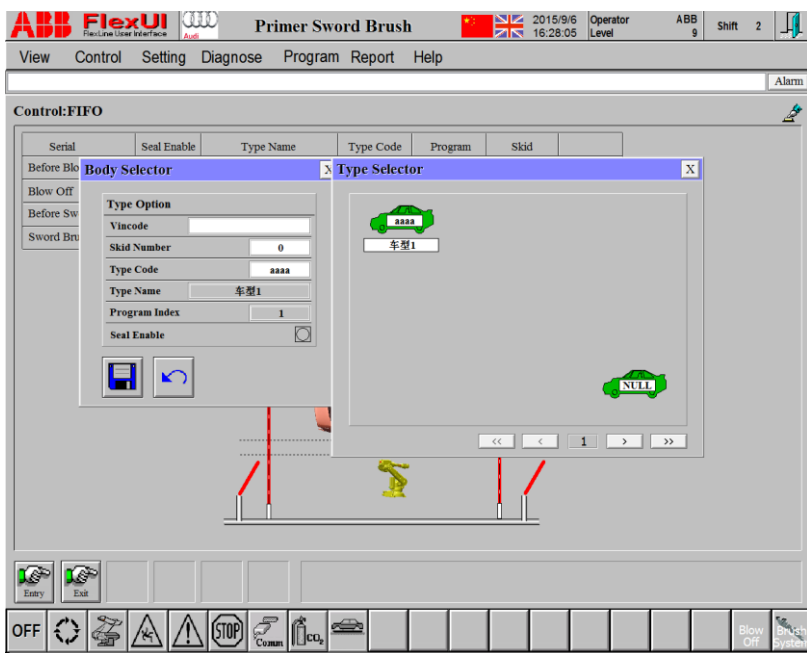 ABB FlexUI Audi Primer Sword Brush 2015/9/6 Operator ABB Shift 2
FlexLine User Interface 16:28:05 Level 9
View Control Setting Diagnose Program Report Help
Alarm
Control:FIFO
Serial Seal Enable Type Name Type Code Program Skid
Before Blo
Blow Off
Before Sw
Sword Bru
Body Selector X
Type Option
Vincode
Skid Number 0
Type Code aaaa
Type Name 车型1
Program Index 1
Seal Enable
Type Selector X
aaaa
车型1
NULL
<< < 1 > >>
Entry Exit
OFF STOP Comm CO2 Blow Off Brush System